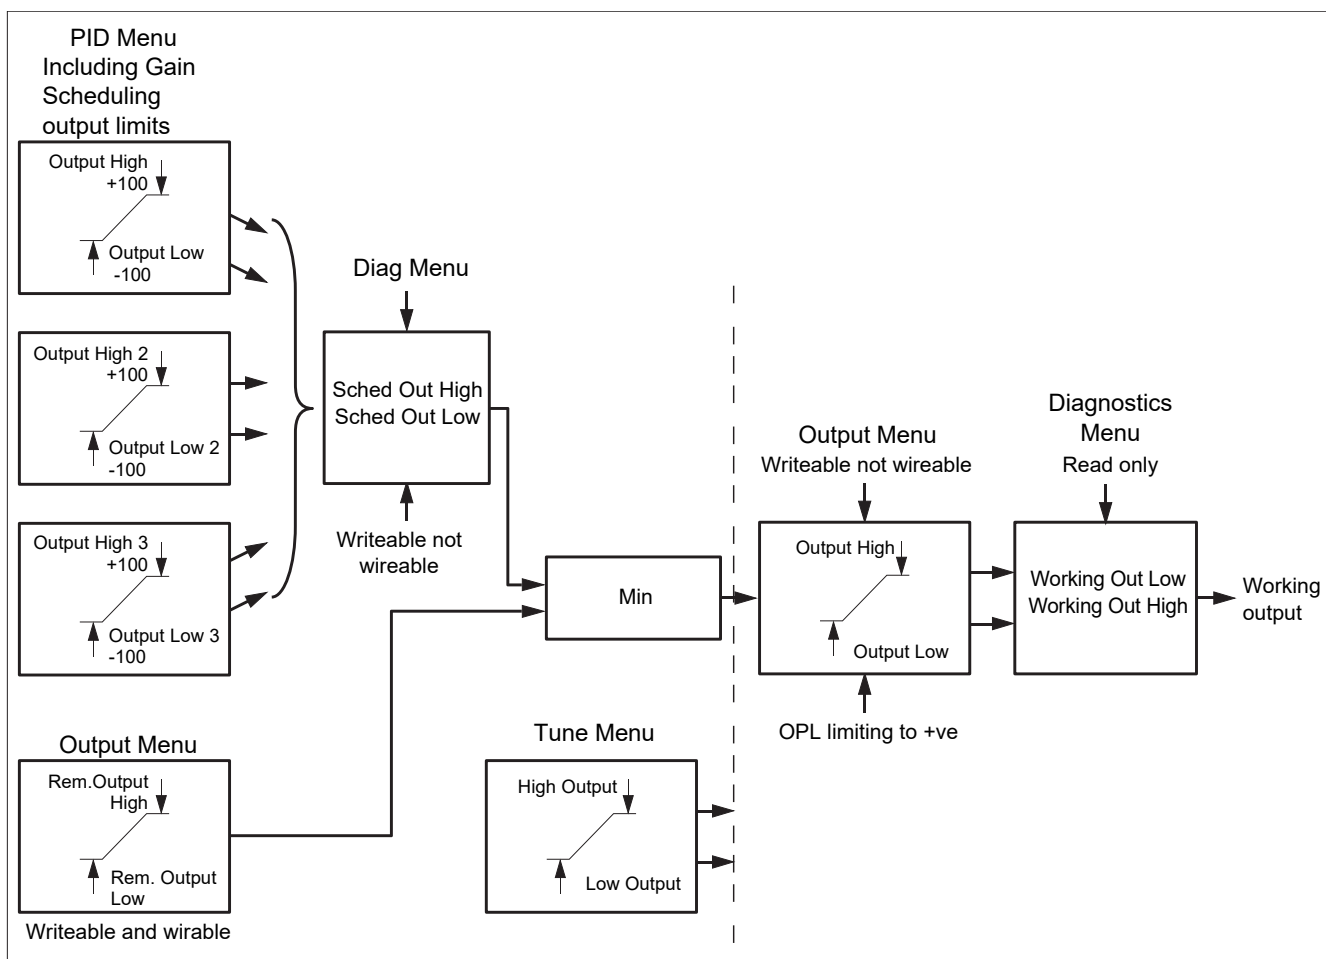 PID Menu
Including Gain
Scheduling
output limits
Output High
+100
Output Low
-100
Output High 2
+100
Output Low 2
-100
Output High 3
+100
Output Low 3
-100
Diag Menu
Sched Out High
Sched Out Low
Writeable not
wireable
Min
Output Menu
Rem.Output
High
Rem. Output
Low
Writeable and wirable
Tune Menu
High Output
Low Output
Output Menu
Writeable not wireable
Output High
Output Low
OPL limiting to +ve
Diagnostics
Menu
Read only
Working Out Low
Working Out High
Working
output